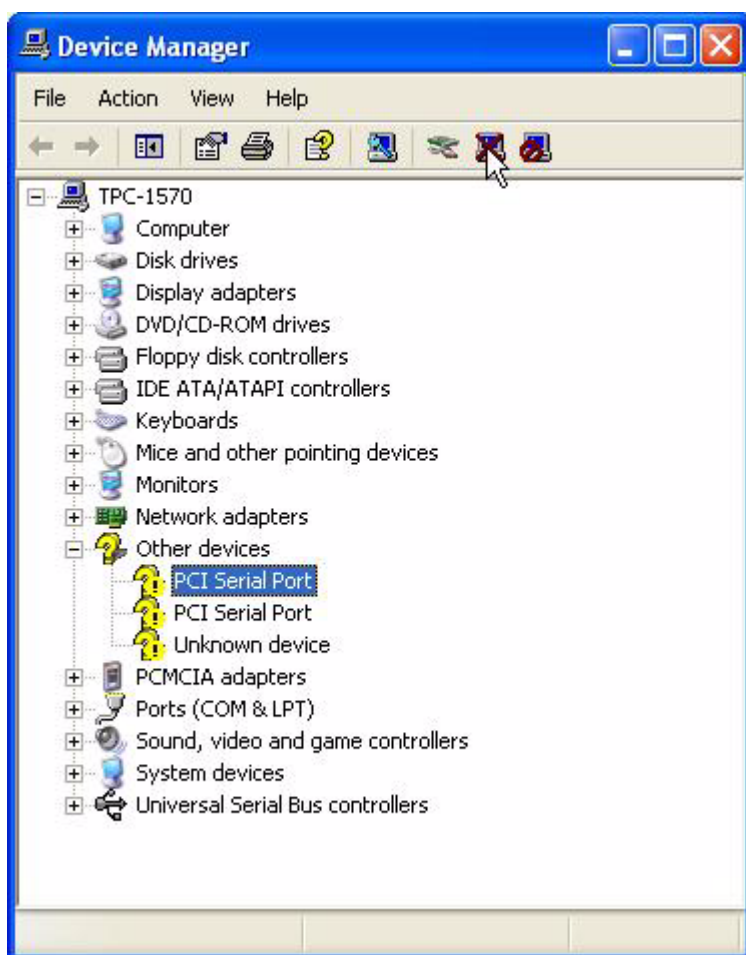 Device Manager
File Action View Help
TPC-1570
Computer
Disk drives
Display adapters
DVD/CD-ROM drives
Floppy disk controllers
IDE ATA/ATAPI controllers
Keyboards
Mice and other pointing devices
Monitors
Network adapters
Other devices
PCI Serial Port
PCI Serial Port
Unknown device
PCMCIA adapters
Ports (COM & LPT)
Sound, video and game controllers
System devices
Universal Serial Bus controllers